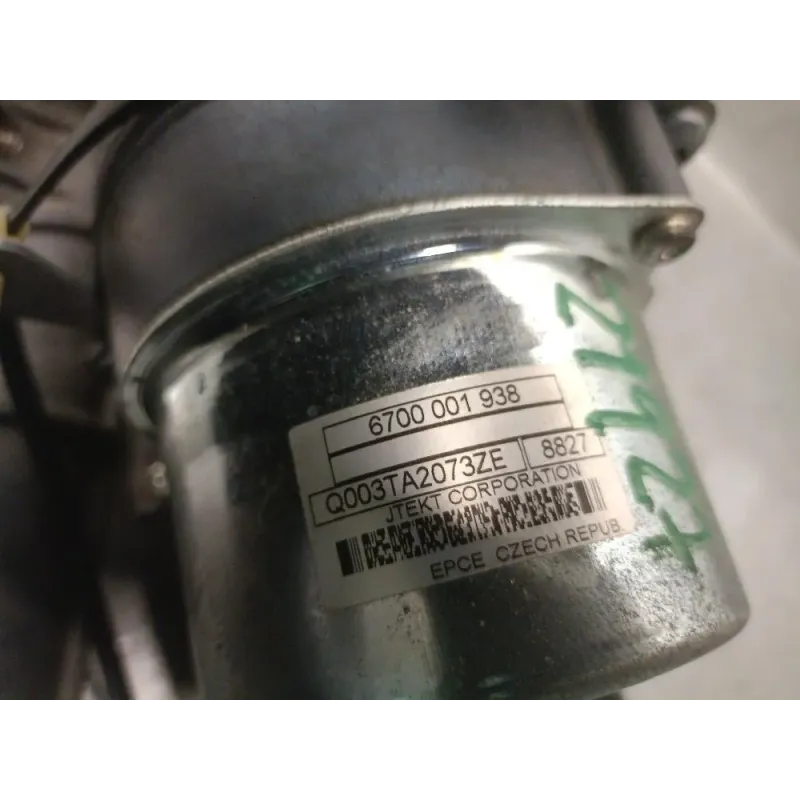 6700 001 938
Q003TA2073ZE 8827
JTEKT CORPORATION
EPCE CZECH REPUB.